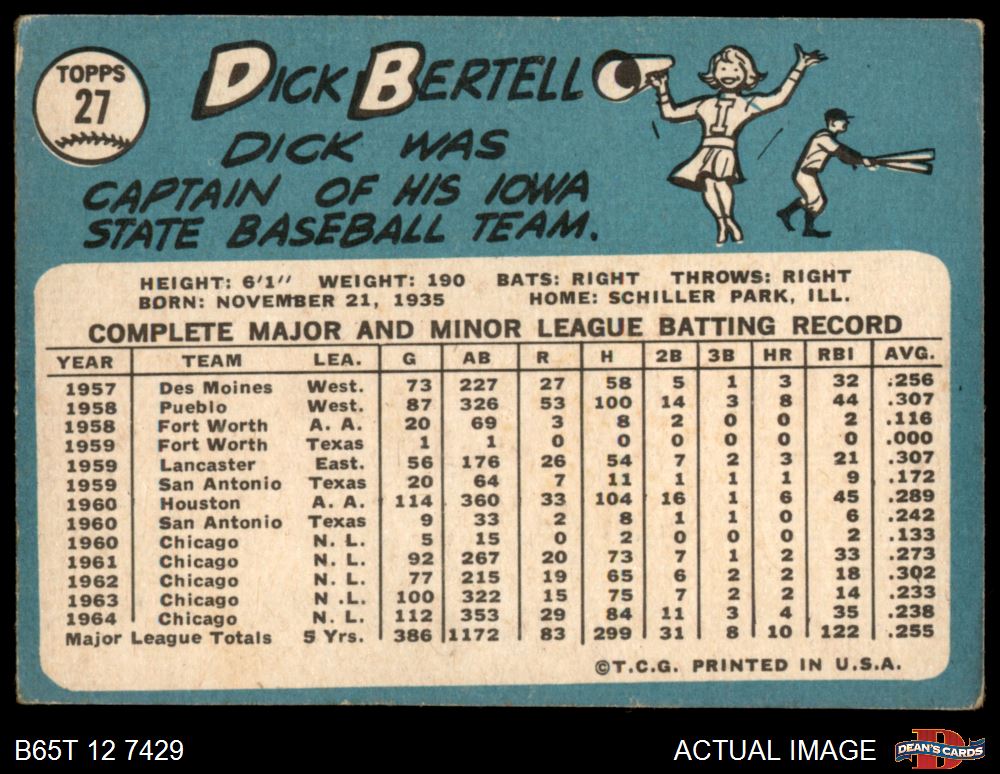 TOPPS
27
DICK BERTELL
DICK WAS
CAPTAIN OF HIS IOWA
STATE BASEBALL TEAM.
I
HEIGHT: 6'1" WEIGHT: 190 BATS: RIGHT THROWS: RIGHT
BORN: NOVEMBER 21, 1935 HOME: SCHILLER PARK, ILL.
COMPLETE MAJOR AND MINOR LEAGUE BATTING RECORD
YEAR TEAM LEA. G AB R H 2B 3B HR RBI AVG.
1957 Des Moines West. 73 227 27 58 5 1 3 32 .256
1958 Pueblo West. 87 326 53 100 14 3 8 44 .307
1958 Fort Worth A. A. 20 69 3 8 2 0 0 2 .116
1959 Fort Worth Texas 1 1 0 0 0 0 0 0 .000
1959 Lancaster East. 56 176 26 54 7 2 3 21 .307
1959 San Antonio Texas 20 64 7 11 1 1 1 9 .172
1960 Houston A. A. 114 360 33 104 16 1 6 45 .289
1960 San Antonio Texas 9 33 2 8 1 1 0 6 .242
1960 Chicago N. L. 5 15 0 2 0 0 0 2 .133
1961 Chicago N. L. 92 267 20 73 7 1 2 33 .273
1962 Chicago N. L. 77 215 19 65 6 2 2 18 .302
1963 Chicago N .L. 100 322 15 75 7 2 2 14 .233
1964 Chicago N. L. 112 353 29 84 11 3 4 35 .238
Major League Totals 5 Yrs. 386 1172 83 299 31 8 10 122 .255
©T.C.G. PRINTED IN U.S.A.
B65T 12 7429 ACTUAL IMAGE
D
DEAN'S CARDS